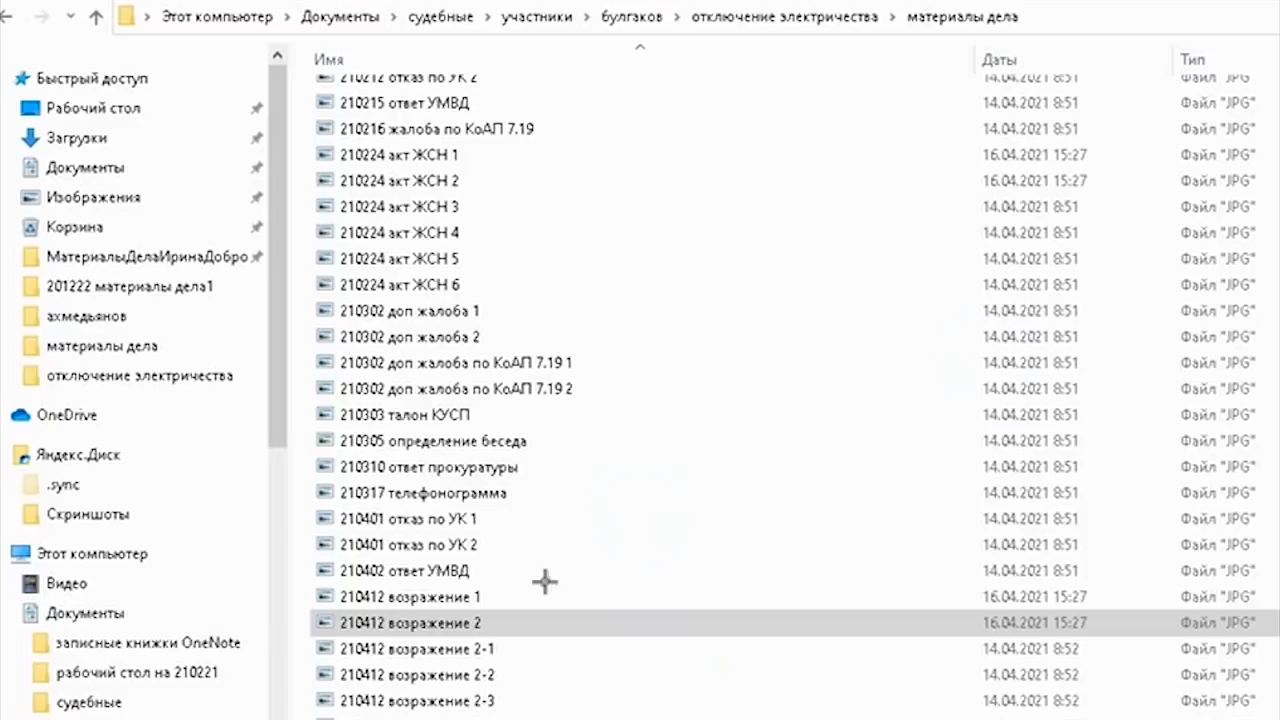 Этот компьютер › Документы › судебные › участники › булгаков › отключение электричества › материалы дела
Имя Даты Тип
210212 отказ по УК 2 14.04.2021 8:51 Файл "JPG"
210215 ответ УМВД 14.04.2021 8:51 Файл "JPG"
210216 жалоба по КоАП 7.19 14.04.2021 8:51 Файл "JPG"
210224 акт ЖСН 1 16.04.2021 15:27 Файл "JPG"
210224 акт ЖСН 2 16.04.2021 15:27 Файл "JPG"
210224 акт ЖСН 3 14.04.2021 8:51 Файл "JPG"
210224 акт ЖСН 4 14.04.2021 8:51 Файл "JPG"
210224 акт ЖСН 5 14.04.2021 8:51 Файл "JPG"
210224 акт ЖСН 6 14.04.2021 8:51 Файл "JPG"
210302 доп жалоба 1 14.04.2021 8:51 Файл "JPG"
210302 доп жалоба 2 14.04.2021 8:51 Файл "JPG"
210302 доп жалоба по КоАП 7.19 1 14.04.2021 8:51 Файл "JPG"
210302 доп жалоба по КоАП 7.19 2 14.04.2021 8:51 Файл "JPG"
210303 талон КУСП 14.04.2021 8:51 Файл "JPG"
210305 определение беседа 14.04.2021 8:51 Файл "JPG"
210310 ответ прокуратуры 14.04.2021 8:51 Файл "JPG"
210317 телефонограмма 14.04.2021 8:51 Файл "JPG"
210401 отказ по УК 1 14.04.2021 8:51 Файл "JPG"
210401 отказ по УК 2 14.04.2021 8:51 Файл "JPG"
210402 ответ УМВД 14.04.2021 8:51 Файл "JPG"
210412 возражение 1 16.04.2021 15:27 Файл "JPG"
210412 возражение 2 16.04.2021 15:27 Файл "JPG"
210412 возражение 2-1 14.04.2021 8:52 Файл "JPG"
210412 возражение 2-2 14.04.2021 8:52 Файл "JPG"
210412 возражение 2-3 14.04.2021 8:52 Файл "JPG"
Быстрый доступ
Рабочий стол
Загрузки
Документы
Изображения
Корзина
МатериалыДелаИринаДобро
201222 материалы дела1
ахмедьянов
материалы дела
отключение электричества
OneDrive
Яндекс.Диск
.sync
Скриншоты
Этот компьютер
Видео
Документы
записные книжки OneNote
рабочий стол на 210221
судебные